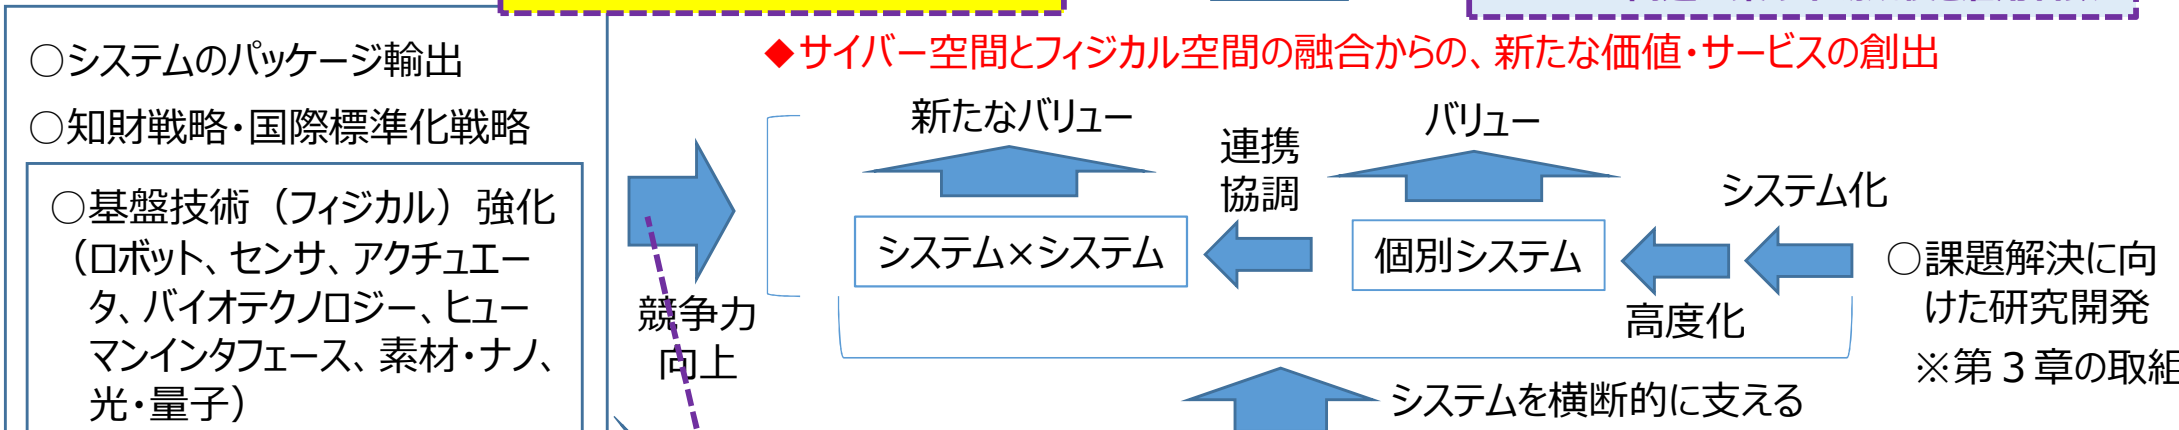 ○システムのパッケージ輸出
○知財戦略・国際標準化戦略
○基盤技術（フィジカル）強化
（ロボット、センサ、アクチュエー
タ、バイオテクノロジー、ヒュー
マンインタフェース、素材・ナノ、
光・量子）
競争力
向上
◆サイバー空間とフィジカル空間の融合からの、新たな価値・サービスの創出
新たなバリュー
連携
協調
バリュー
システム化
システム×システム
個別システム
高度化
○課題解決に向
けた研究開発
※第３章の取組
システムを横断的に支える